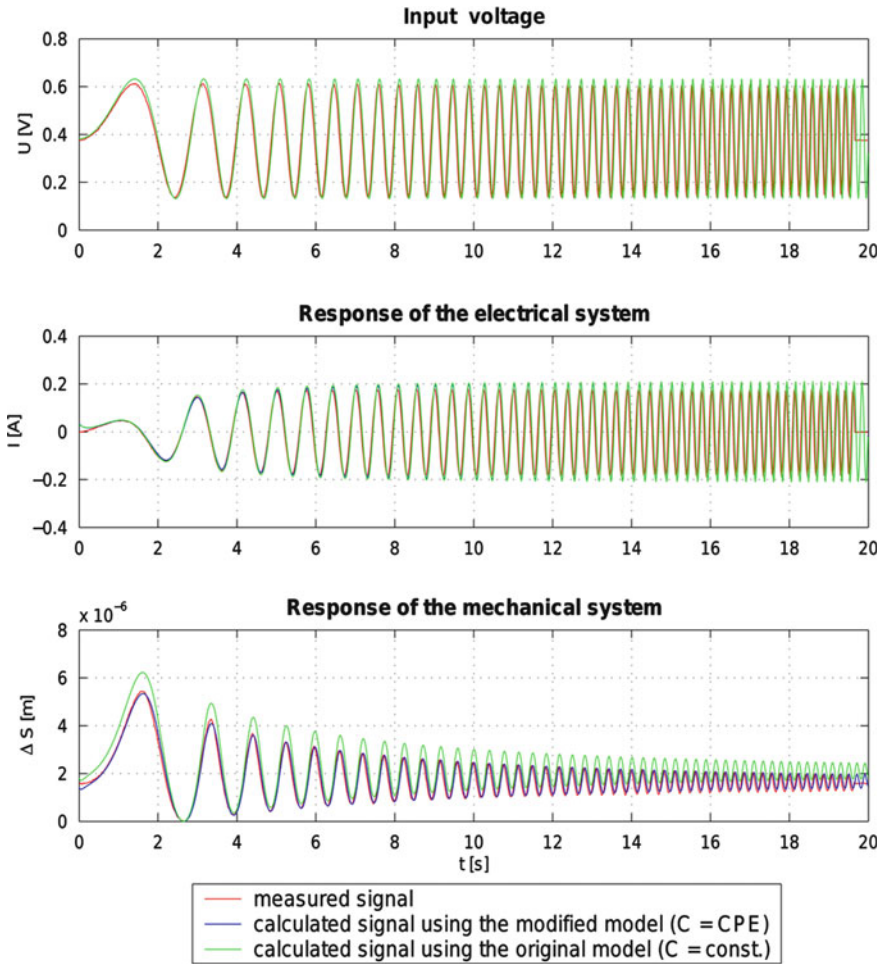 Input voltage
0.8
0.6
0.4
0.2
0
U [V]
0 2 4 6 8 10 12 14 16 18 20
Response of the electrical system
0.4
0.2
0
−0.2
−0.4
I [A]
0 2 4 6 8 10 12 14 16 18 20
Response of the mechanical system
x 10⁻⁶
8
6
4
2
0
Δ S [m]
0 2 4 6 8 10 12 14 16 18 20
t [s]
measured signal
calculated signal using the modified model (C = CPE)
calculated signal using the original model (C = const.)